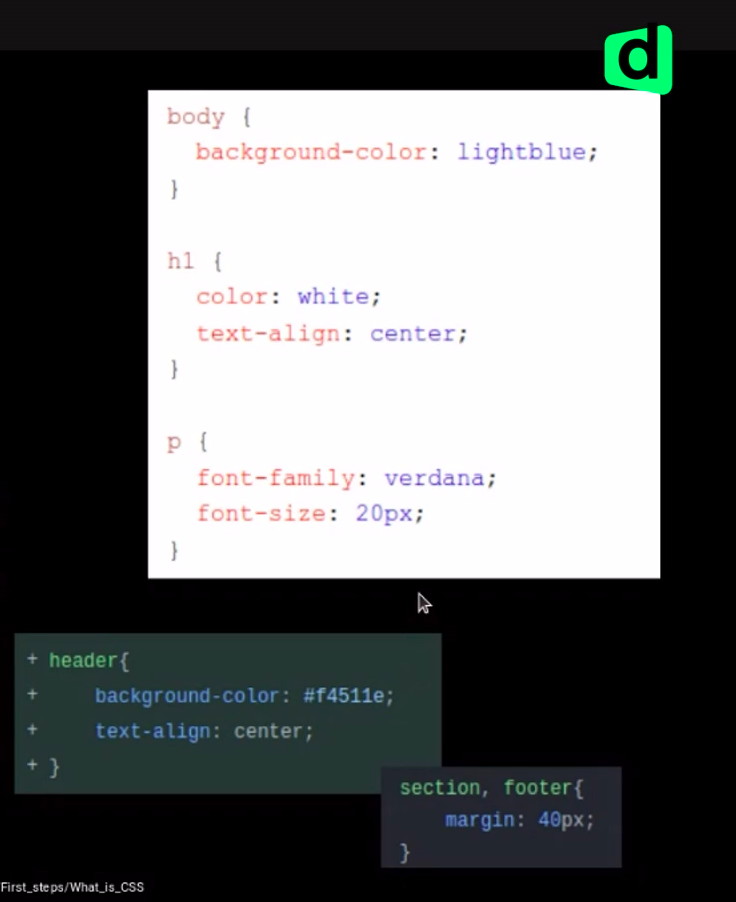 d
body {
  background-color: lightblue;
}
h1 {
  color: white;
  text-align: center;
}
p {
  font-family: verdana;
  font-size: 20px;
}
+ header{
+     background-color: #f4511e;
+     text-align: center;
+ }
section, footer{
    margin: 40px;
}
First_steps/What_is_CSS